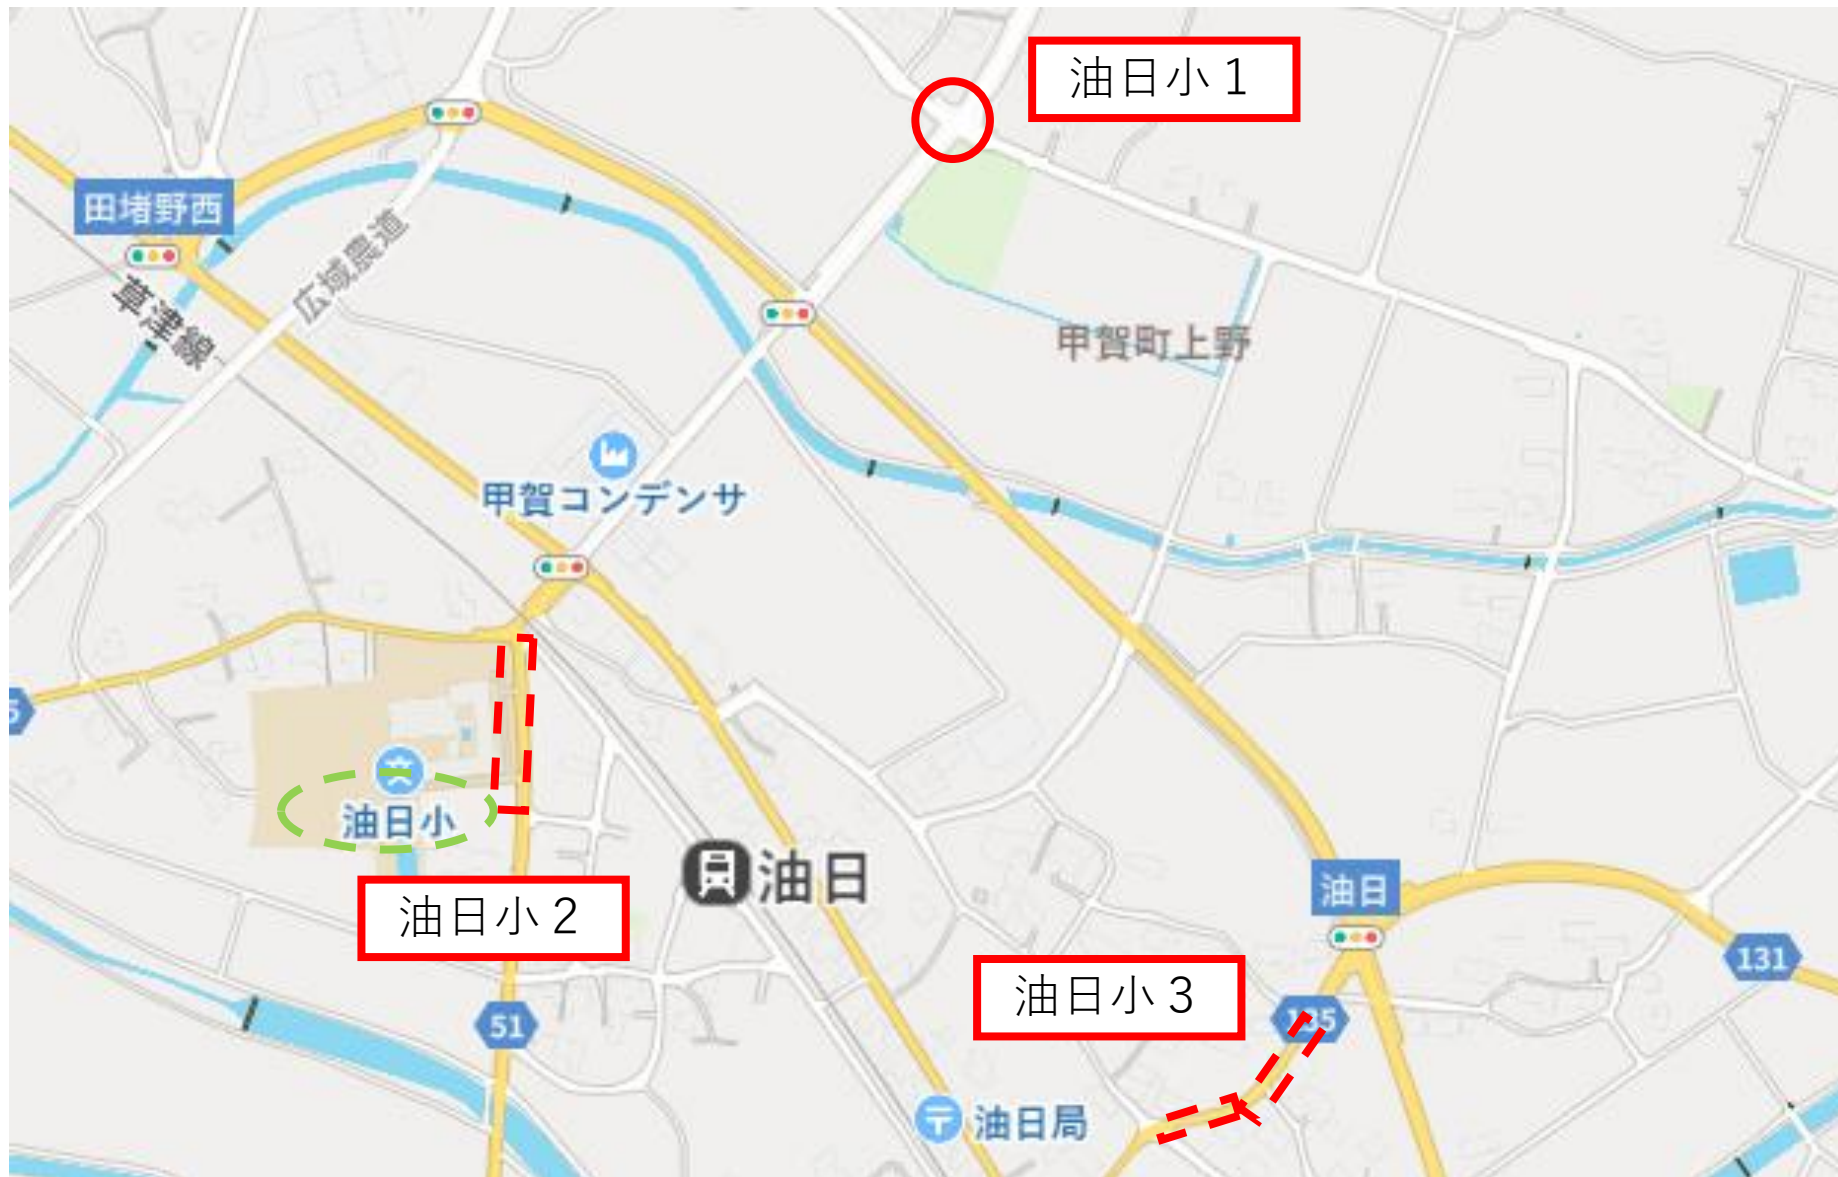 油日小１
田堵野西
広域農道
草津線
甲賀町上野
甲賀コンデンサ
5
油日小
油日
油日
油日小２
131
油日小３
51
135
油日局